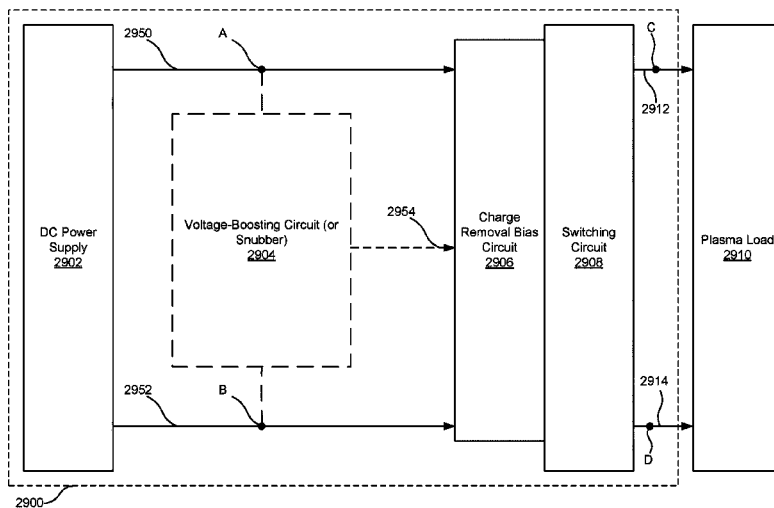 2950
A
C
2912
DC Power
Supply
2902
Voltage-Boosting Circuit (or
Snubber)
2904
2954
Charge
Removal Bias
Circuit
2906
Switching
Circuit
2908
Plasma Load
2910
2952
B
2914
D
2900